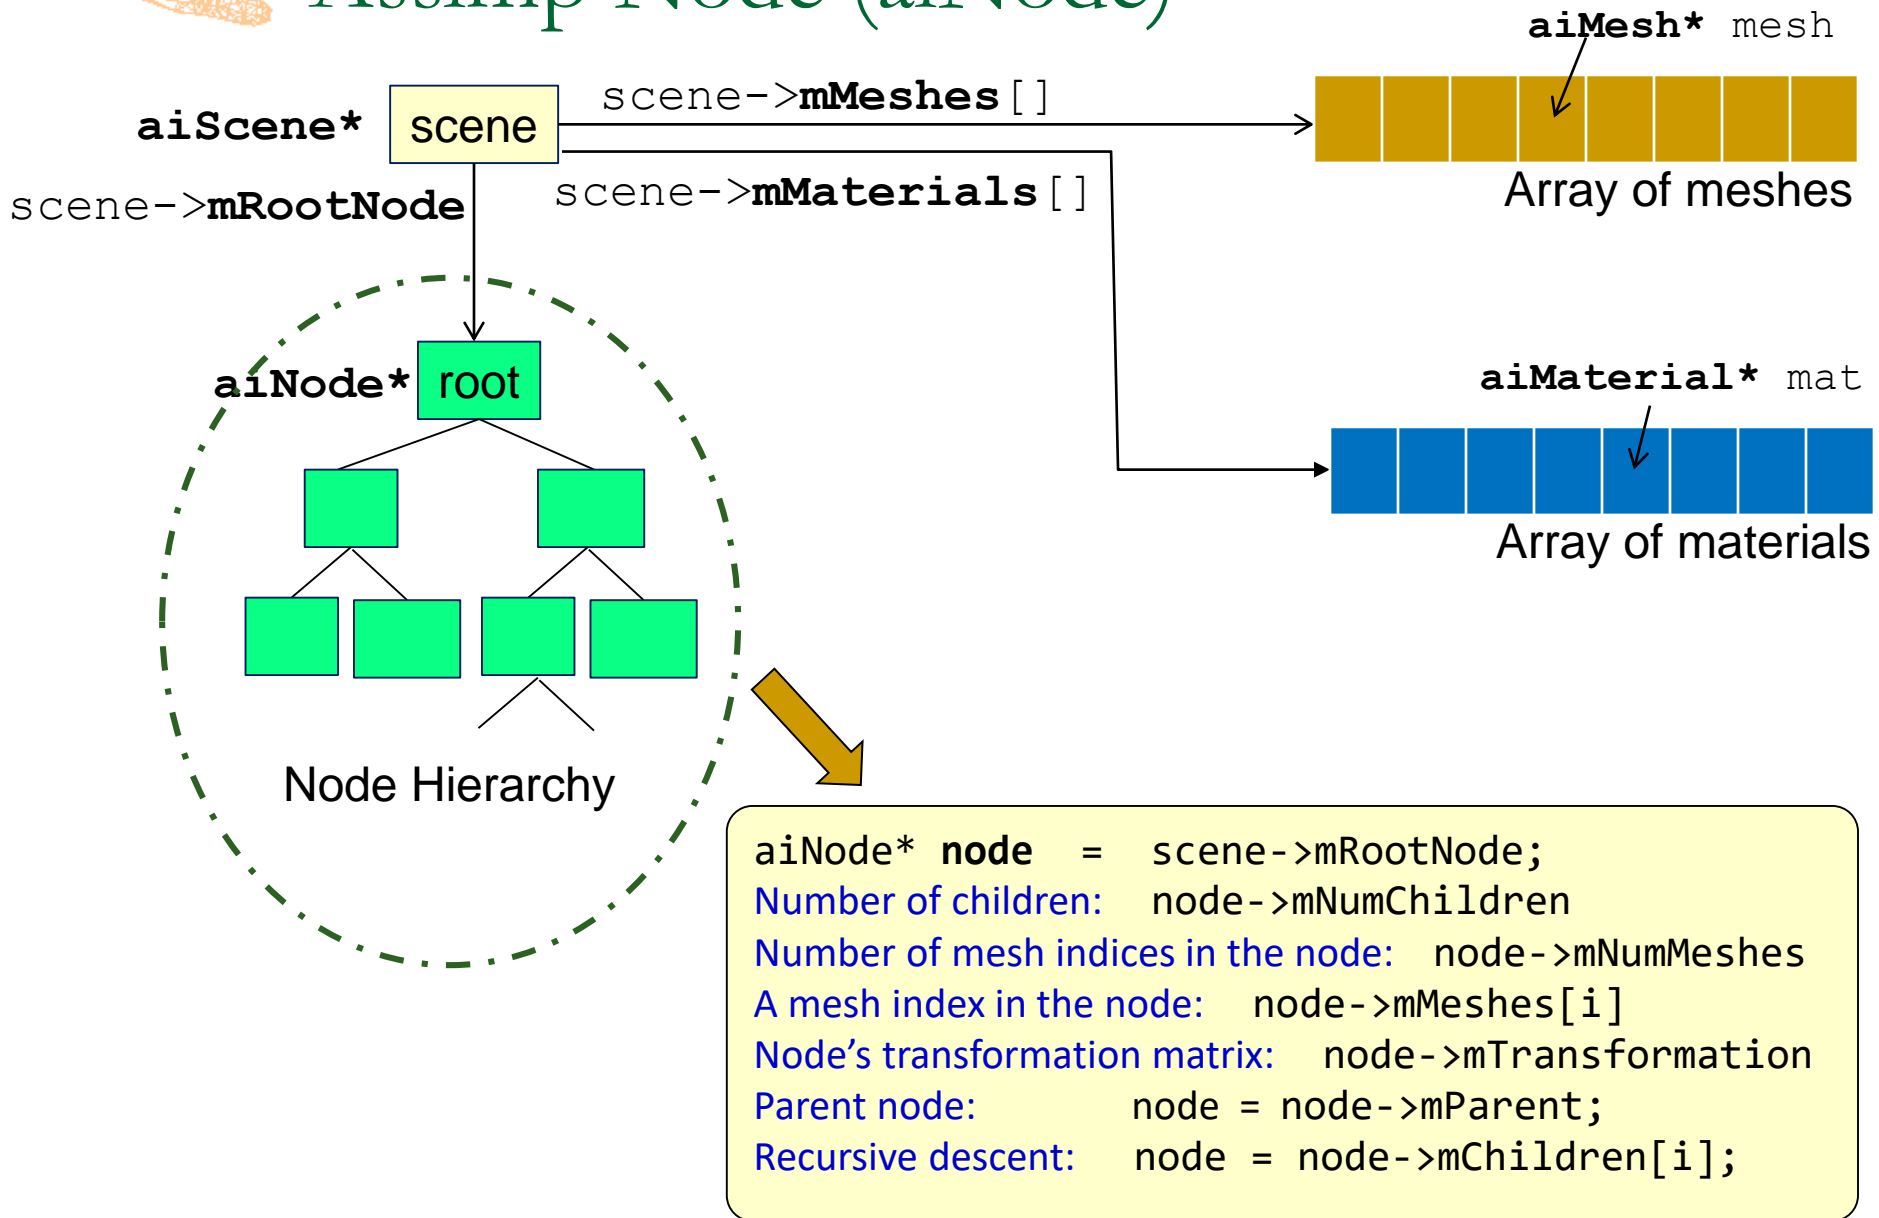 Assimp Node (aiNode)
aiMesh* mesh
scene->mMeshes[]
aiScene* scene
scene->mRootNode
scene->mMaterials[]
Array of meshes
aiNode* root
aiMaterial* mat
Array of materials
Node Hierarchy
aiNode* node = scene->mRootNode;
Number of children: node->mNumChildren
Number of mesh indices in the node: node->mNumMeshes
A mesh index in the node: node->mMeshes[i]
Node’s transformation matrix: node->mTransformation
Parent node: node = node->mParent;
Recursive descent: node = node->mChildren[i];